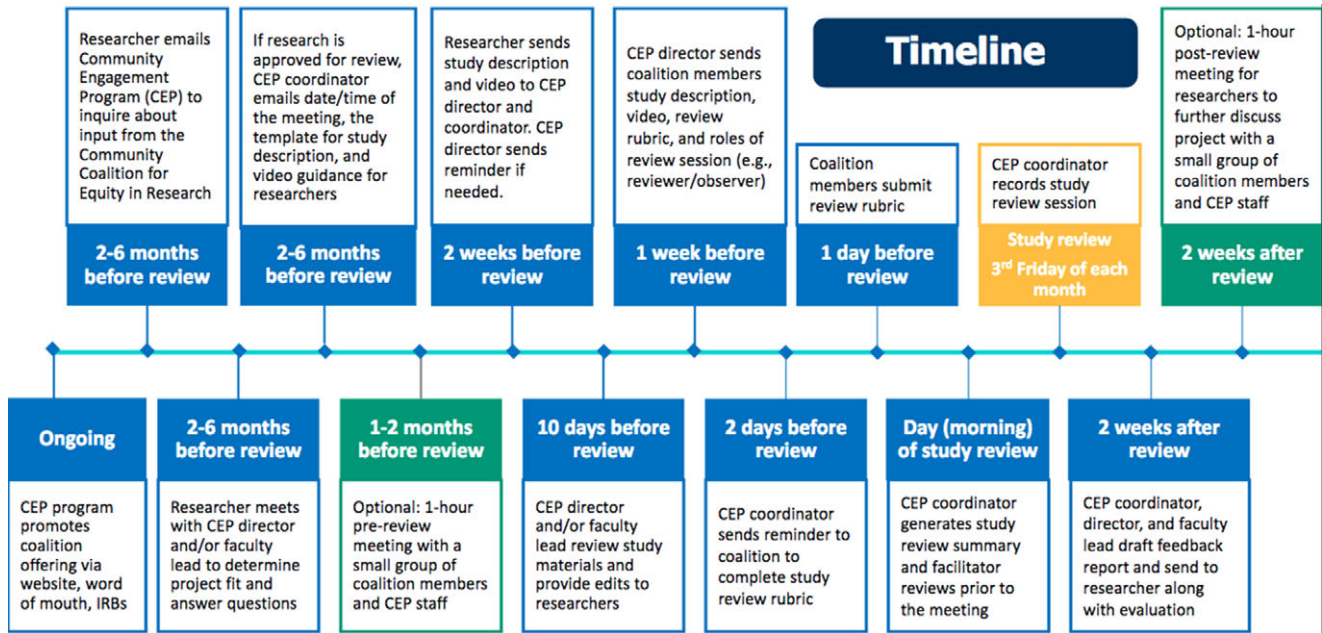 Timeline
Researcher emails
Community
Engagement
Program (CEP) to
inquire about
input from the
Community
Coalition for
Equity in Research
2-6 months
before review
If research is
approved for review,
CEP coordinator
emails date/time of
the meeting, the
template for study
description, and
video guidance for
researchers
2-6 months
before review
Researcher sends
study description
and video to CEP
director and
coordinator. CEP
director sends
reminder if
needed.
2 weeks before
review
CEP director sends
coalition members
study description,
video, review
rubric, and roles of
review session (e.g.,
reviewer/observer)
1 week before
review
Coalition
members submit
review rubric
1 day before
review
CEP coordinator
records study
review session
Study review
3rd Friday of each
month
Optional: 1-hour
post-review
meeting for
researchers to
further discuss
project with a
small group of
coalition members
and CEP staff
2 weeks after
review
Ongoing
CEP program
promotes
coalition
offering via
website, word
of mouth, IRBs
2-6 months
before review
Researcher meets
with CEP director
and/or faculty
lead to determine
project fit and
answer questions
1-2 months
before review
Optional: 1-hour
pre-review
meeting with a
small group of
coalition members
and CEP staff
10 days before
review
CEP director
and/or faculty
lead review study
materials and
provide edits to
researchers
2 days before
review
CEP coordinator
sends reminder to
coalition to
complete study
review rubric
Day (morning)
of study review
CEP coordinator
generates study
review summary
and facilitator
reviews prior to
the meeting
2 weeks after
review
CEP coordinator,
director, and faculty
lead draft feedback
report and send to
researcher along
with evaluation